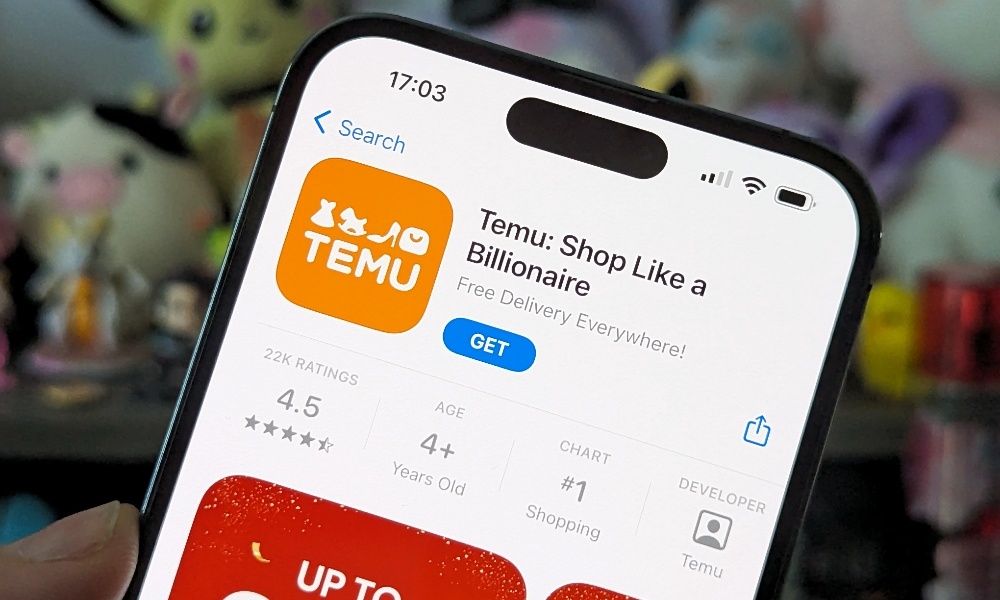 17:03
Search
TEMU
Temu: Shop Like a
Billionaire
Free Delivery Everywhere!
GET
22K RATINGS
4.5
AGE
4+
Years Old
CHART
#1
Shopping
DEVELOPER
Temu
UP TO